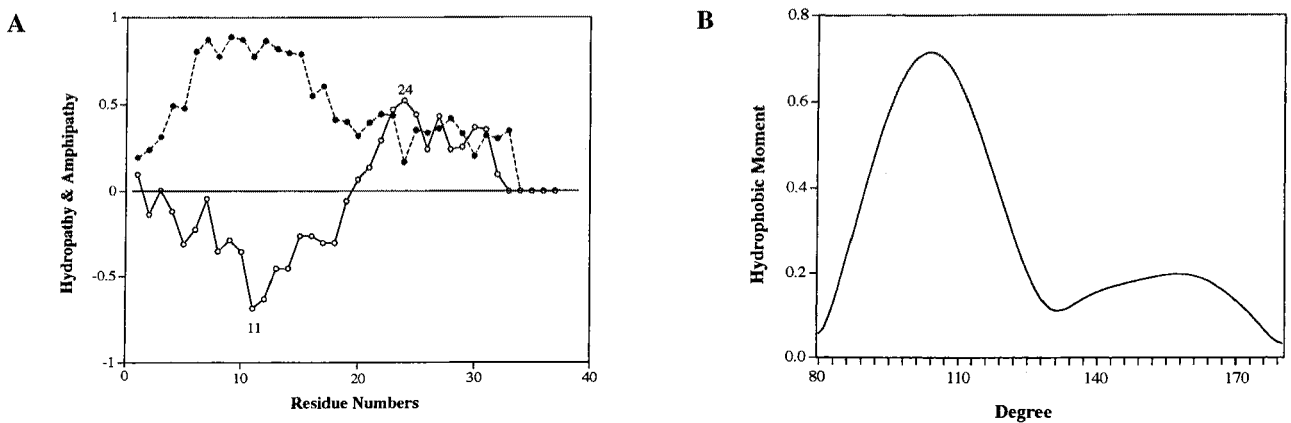 A
Hydropathy & Amphipathy
1
0.5
0
-0.5
-1
24
11
0 10 20 30 40
Residue Numbers
B
Hydrophobic Moment
0.8
0.6
0.4
0.2
0.0
80 110 140 170
Degree